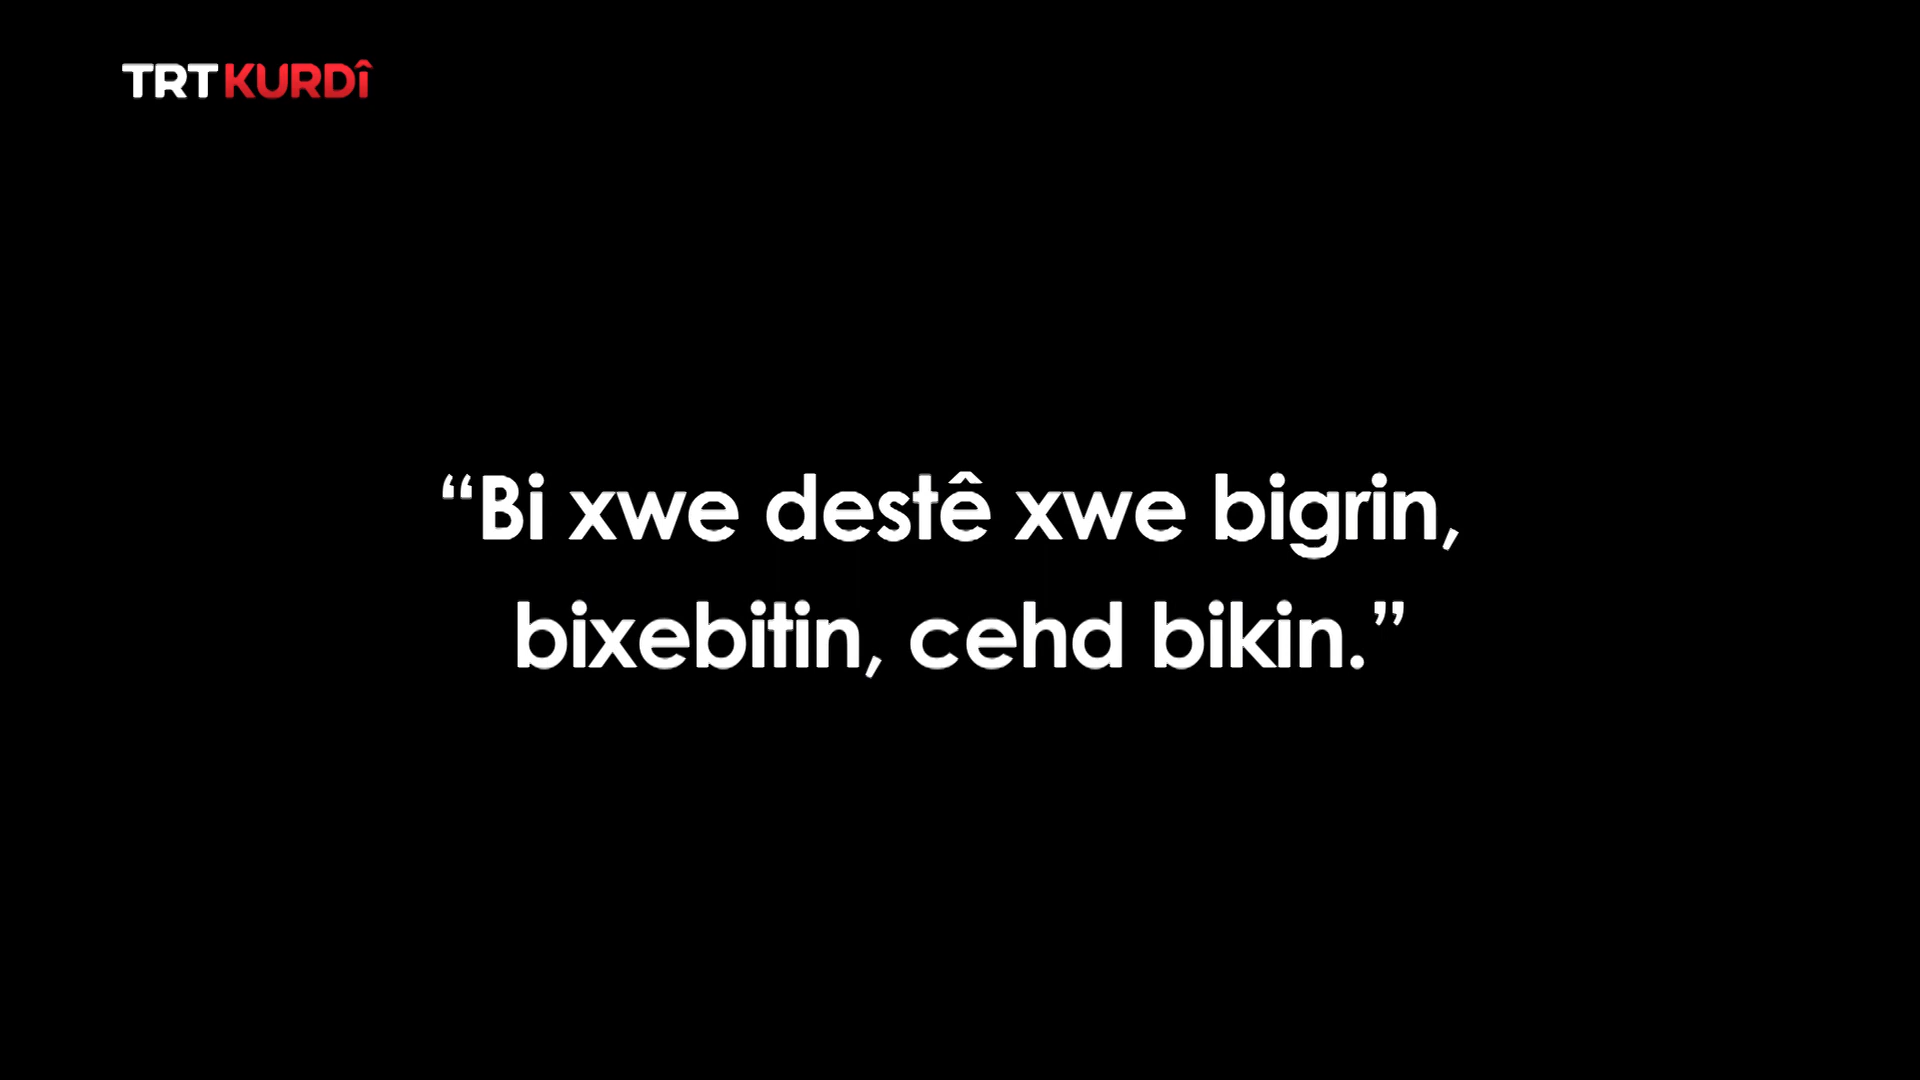 TRT KURDÎ
“Bi xwe destê xwe bigrin,
bixebitin, cehd bikin.”